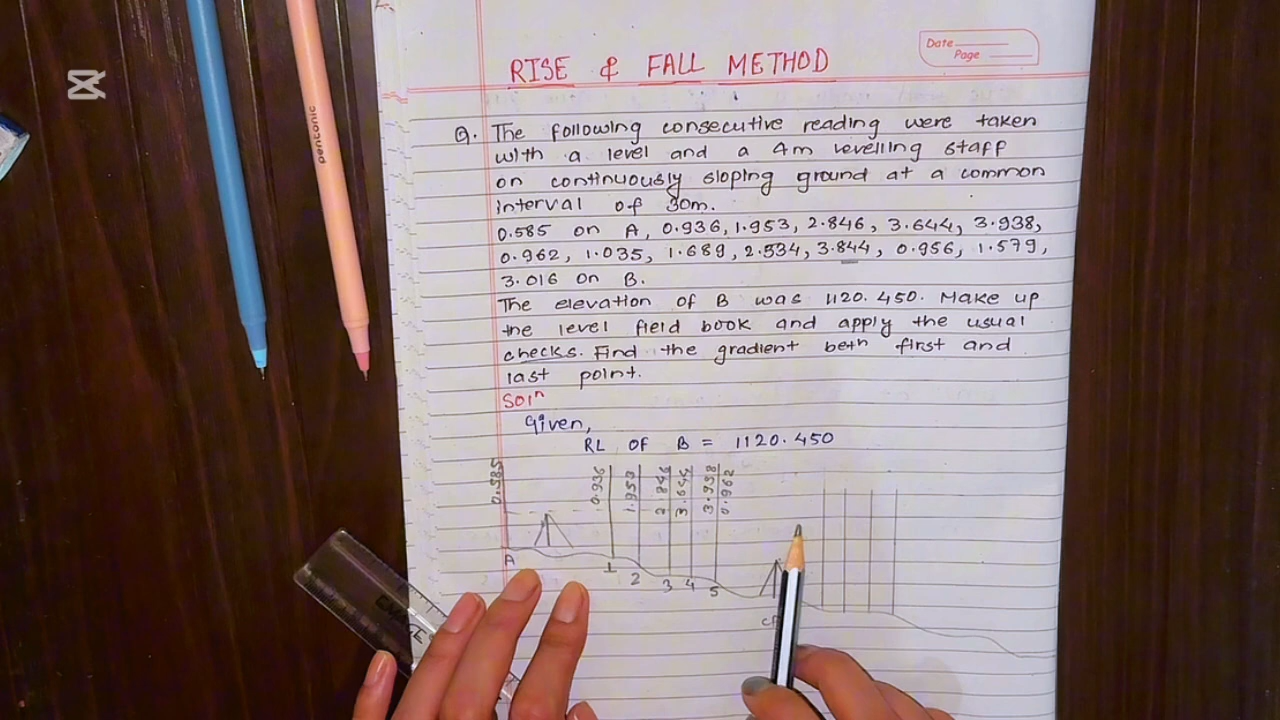 Date
Page
RISE & FALL METHOD
Q. The following consecutive reading were taken
with a level and a 4m levelling staff
on continuously sloping ground at a common
interval of 30m.
0.585 on A, 0.936, 1.953, 2.846, 3.644, 3.938,
0.962, 1.035, 1.689, 2.534, 3.844, 0.956, 1.579,
3.016 on B.
The elevation of B was 1120.450. Make up
the level field book and apply the usual
checks. Find the gradient betn first and
last point.
Soln
Given,
RL OF B = 1120.450
0.585
0.936
1.953
2.846
3.644
3.938
0.962
A
1
2
3
4
5
pentonic